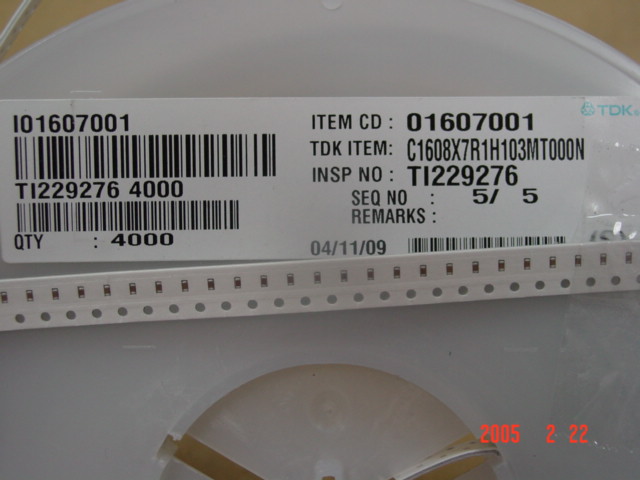 I01607001
TI229276 4000
QTY : 4000
TDK
ITEM CD : 01607001
TDK ITEM: C1608X7R1H103MT000N
INSP NO : TI229276
SEQ NO : 5/ 5
REMARKS :
04/11/09
2005 2 22